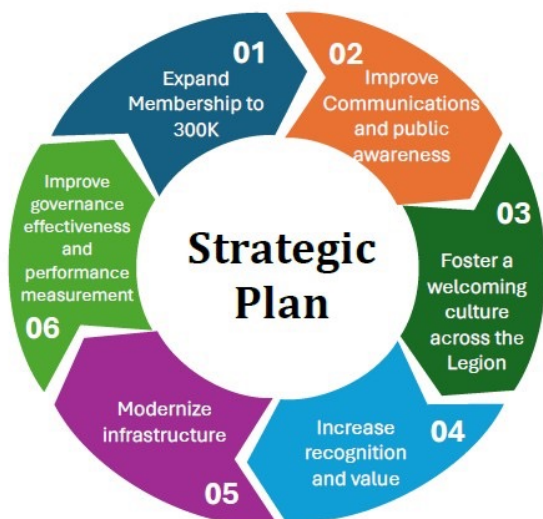 01
Expand
Membership to
300K
02
Improve
Communications
and public
awareness
03
Foster a
welcoming
culture
across the
Legion
04
Increase
recognition
and value
05
Modernize
infrastructure
06
Improve
governance
effectiveness
and
performance
measurement
Strategic
Plan